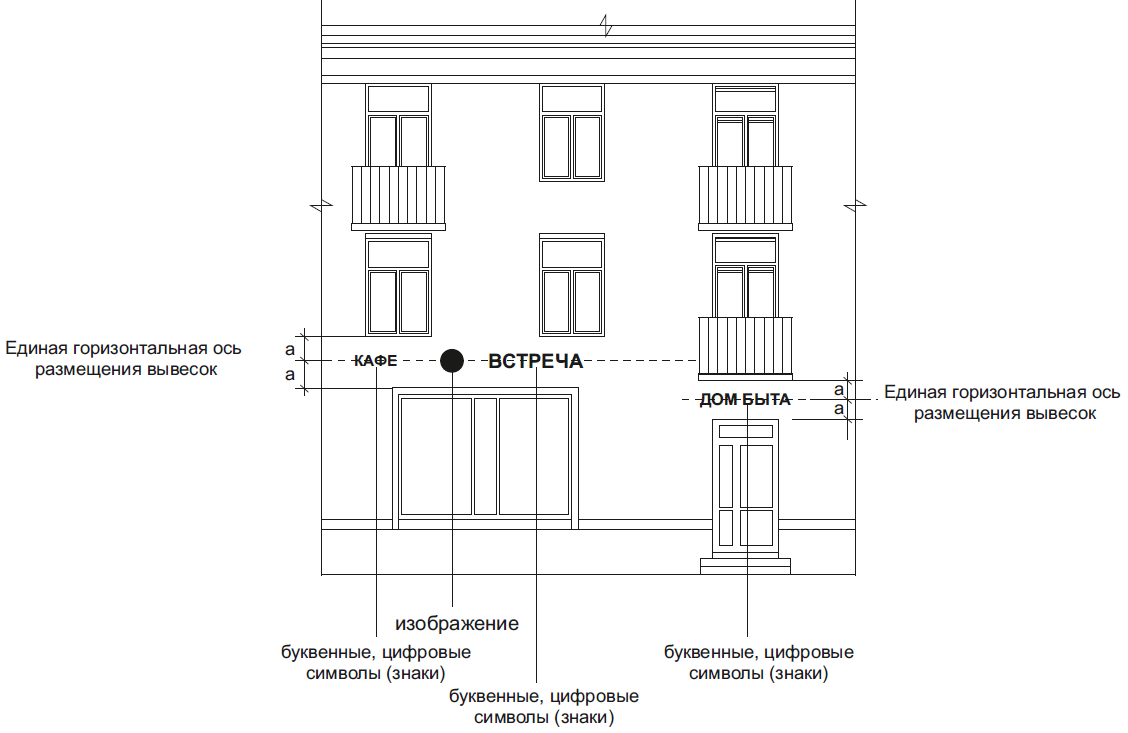 Единая горизонтальная ось
размещения вывесок
а
а
КАФЕ
ВСТРЕЧА
ДОМ БЫТА
а
а
Единая горизонтальная ось
размещения вывесок
изображение
буквенные, цифровые
символы (знаки)
буквенные, цифровые
символы (знаки)
буквенные, цифровые
символы (знаки)